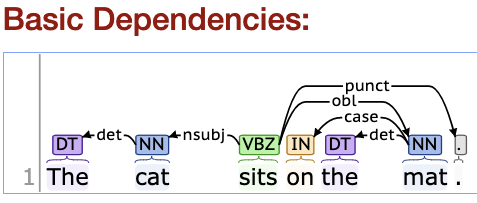 Basic Dependencies:
punct
obl
case
det nsubj det
DT NN VBZ IN DT NN .
1 The cat sits on the mat .